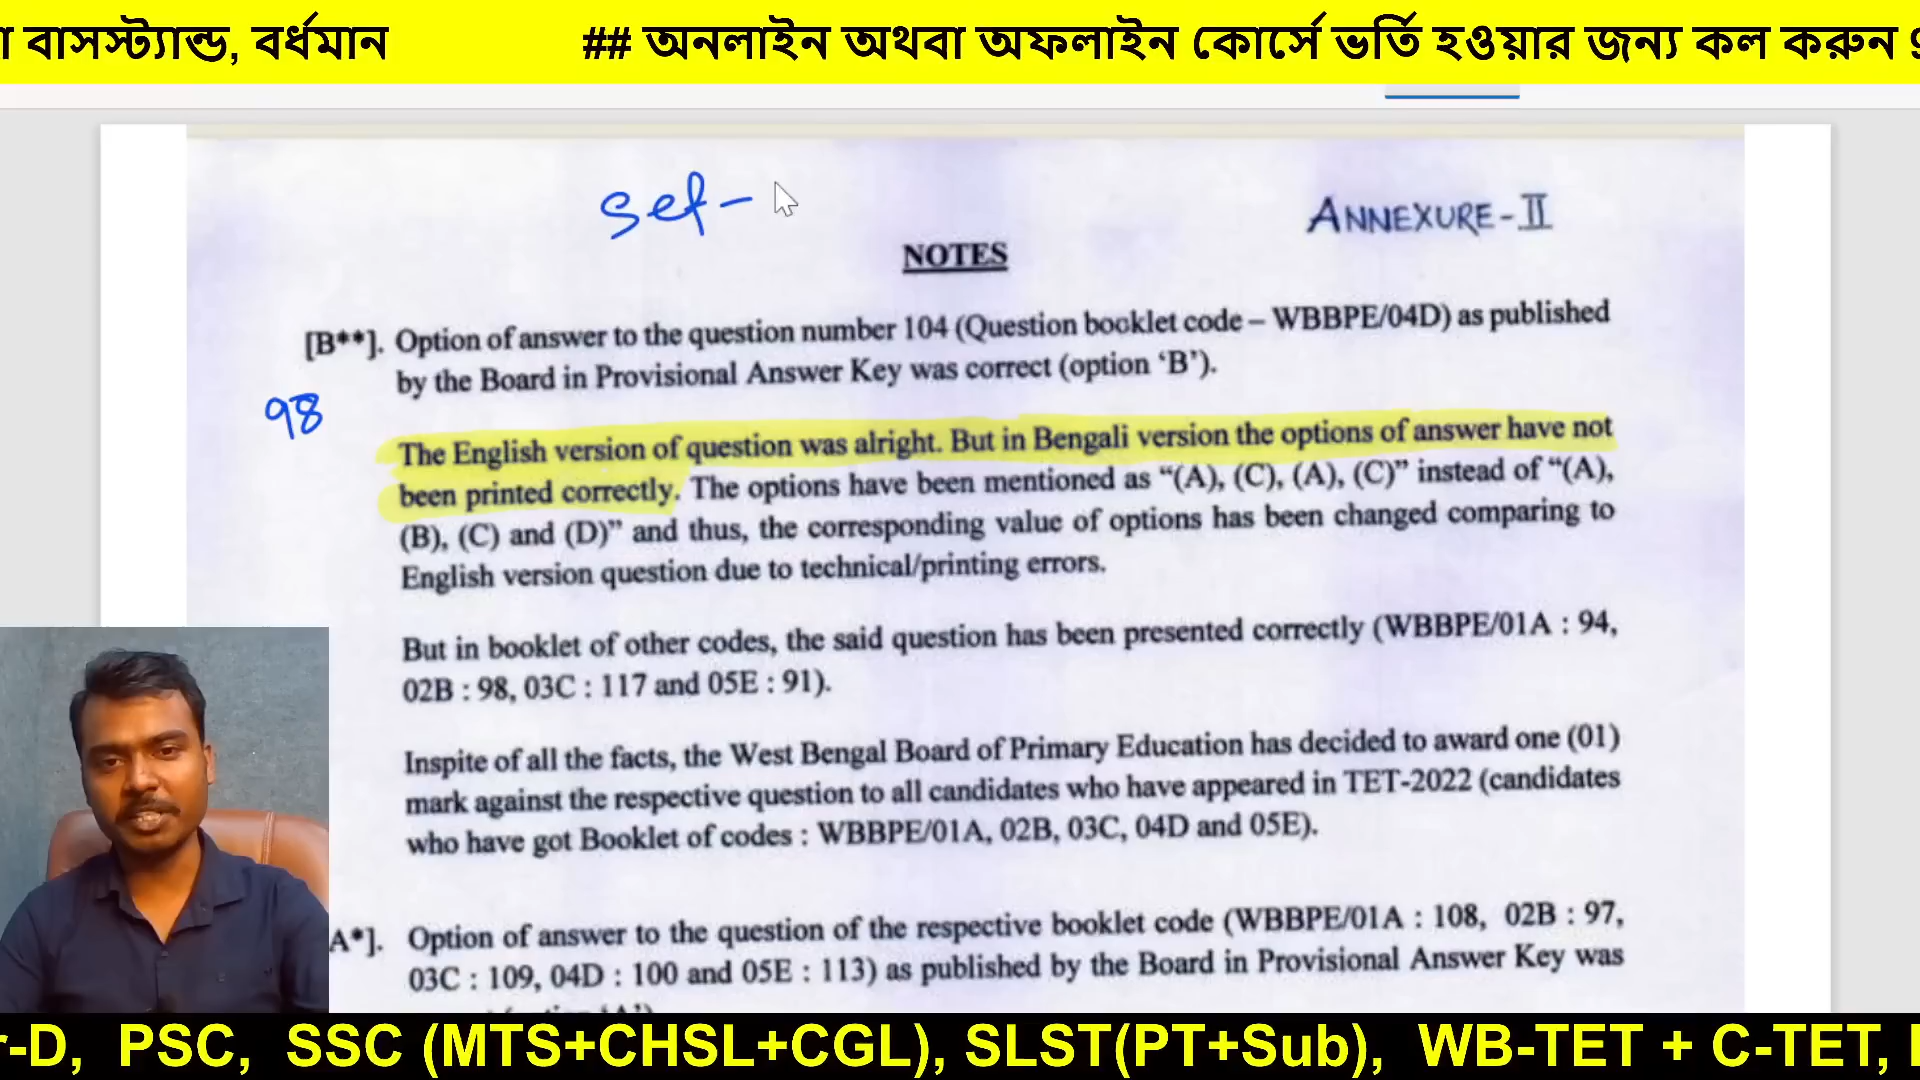 বাসস্ট্যান্ড, বর্ধমান ## অনলাইন অথবা অফলাইন কোর্সে ভর্তি হওয়ার জন্য কল করুন
Set -
ANNEXURE-II
NOTES
[B**]. Option of answer to the question number 104 (Question booklet code – WBBPE/04D) as published
by the Board in Provisional Answer Key was correct (option ‘B’).
98
The English version of question was alright. But in Bengali version the options of answer have not
been printed correctly. The options have been mentioned as “(A), (C), (A), (C)” instead of “(A),
(B), (C) and (D)” and thus, the corresponding value of options has been changed comparing to
English version question due to technical/printing errors.
But in booklet of other codes, the said question has been presented correctly (WBBPE/01A : 94,
02B : 98, 03C : 117 and 05E : 91).
Inspite of all the facts, the West Bengal Board of Primary Education has decided to award one (01)
mark against the respective question to all candidates who have appeared in TET-2022 (candidates
who have got Booklet of codes : WBBPE/01A, 02B, 03C, 04D and 05E).
A*]. Option of answer to the question of the respective booklet code (WBBPE/01A : 108, 02B : 97,
03C : 109, 04D : 100 and 05E : 113) as published by the Board in Provisional Answer Key was
r-D, PSC, SSC (MTS+CHSL+CGL), SLST(PT+Sub), WB-TET + C-TET,